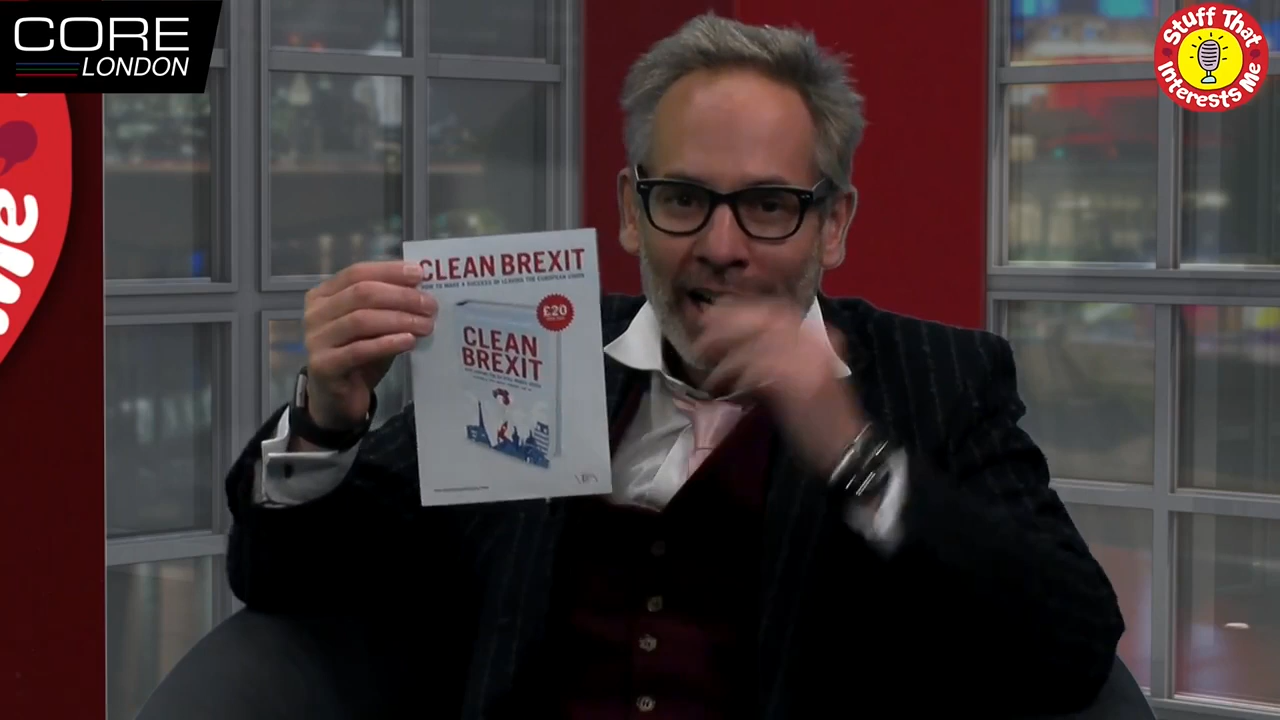 CORE
LONDON
Stuff That
Interests Me
Me
CLEAN BREXIT
HOW TO MAKE A SUCCESS OF LEAVING THE EUROPEAN UNION
£20
CLEAN
BREXIT